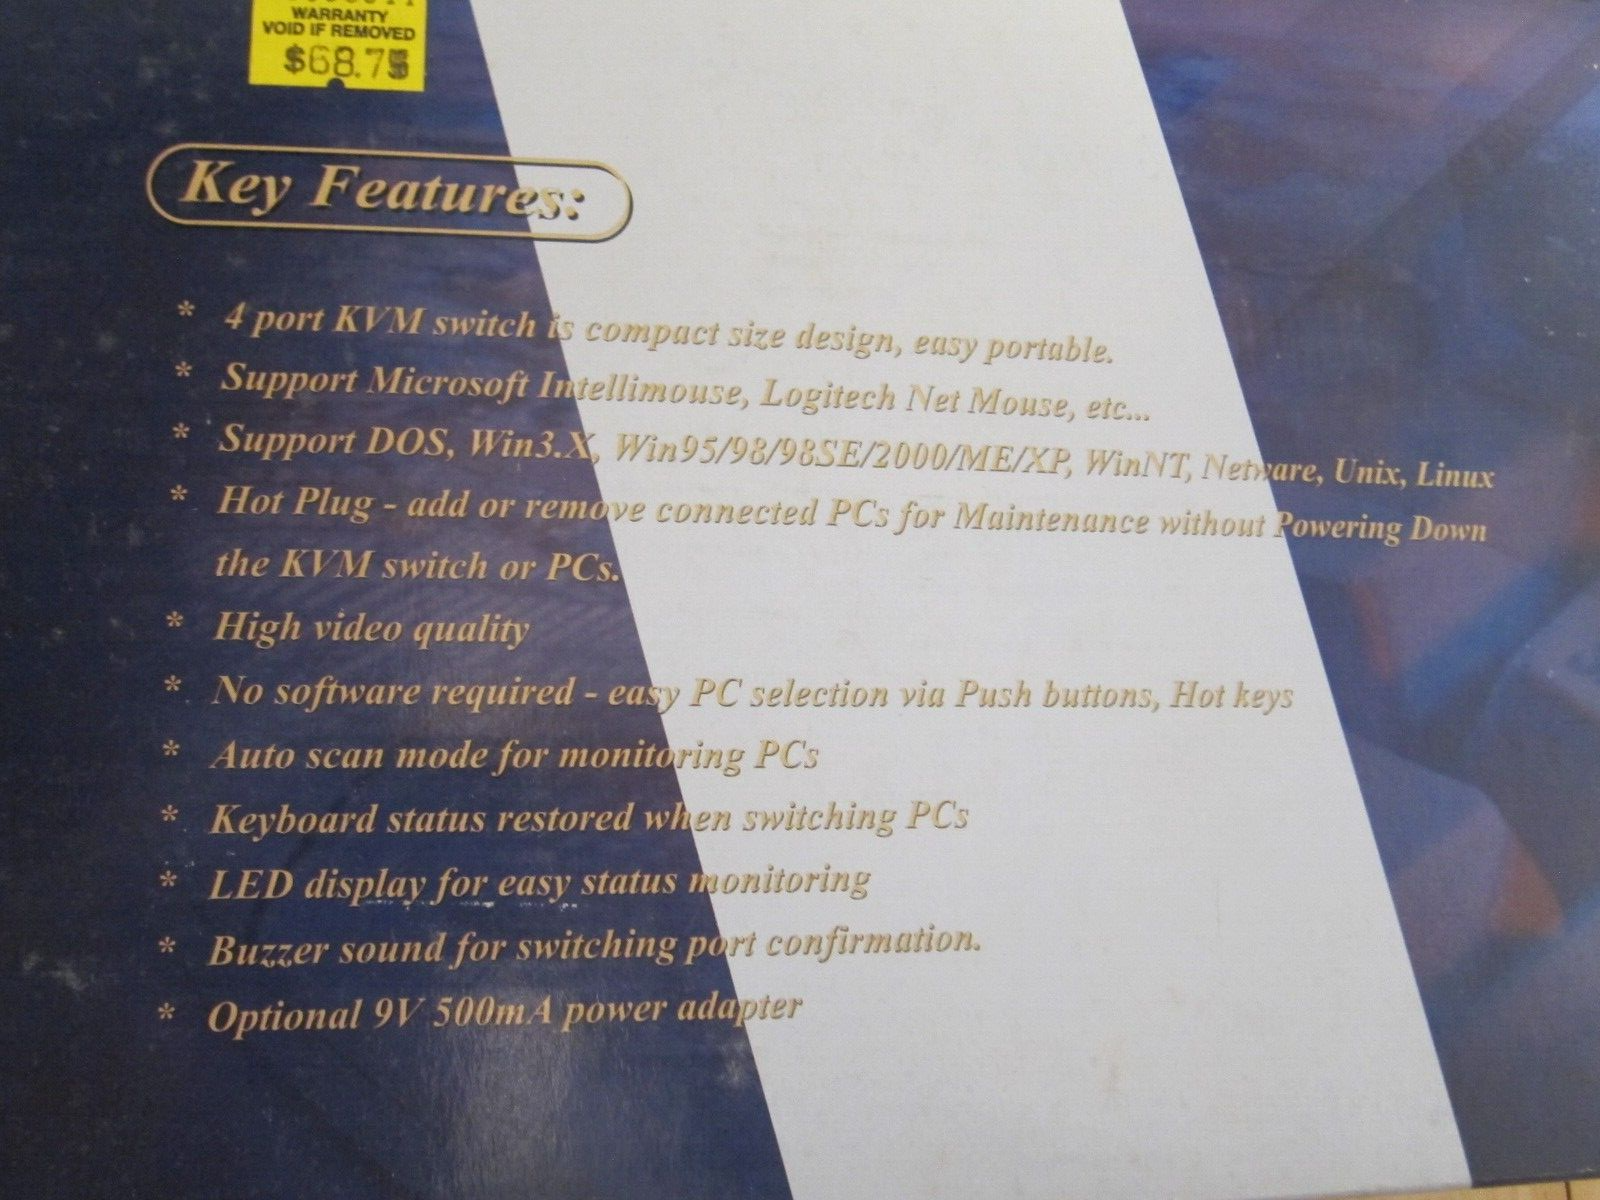 WARRANTY
VOID IF REMOVED
$68.75
Key Features:
* 4 port KVM switch is compact size design, easy portable.
* Support Microsoft Intellimouse, Logitech Net Mouse, etc...
* Support DOS, Win3.X, Win95/98/98SE/2000/ME/XP, WinNT, Netware, Unix, Linux
* Hot Plug - add or remove connected PCs for Maintenance without Powering Down
the KVM switch or PCs.
* High video quality
* No software required - easy PC selection via Push buttons, Hot keys
* Auto scan mode for monitoring PCs
* Keyboard status restored when switching PCs
* LED display for easy status monitoring
* Buzzer sound for switching port confirmation.
* Optional 9V 500mA power adapter